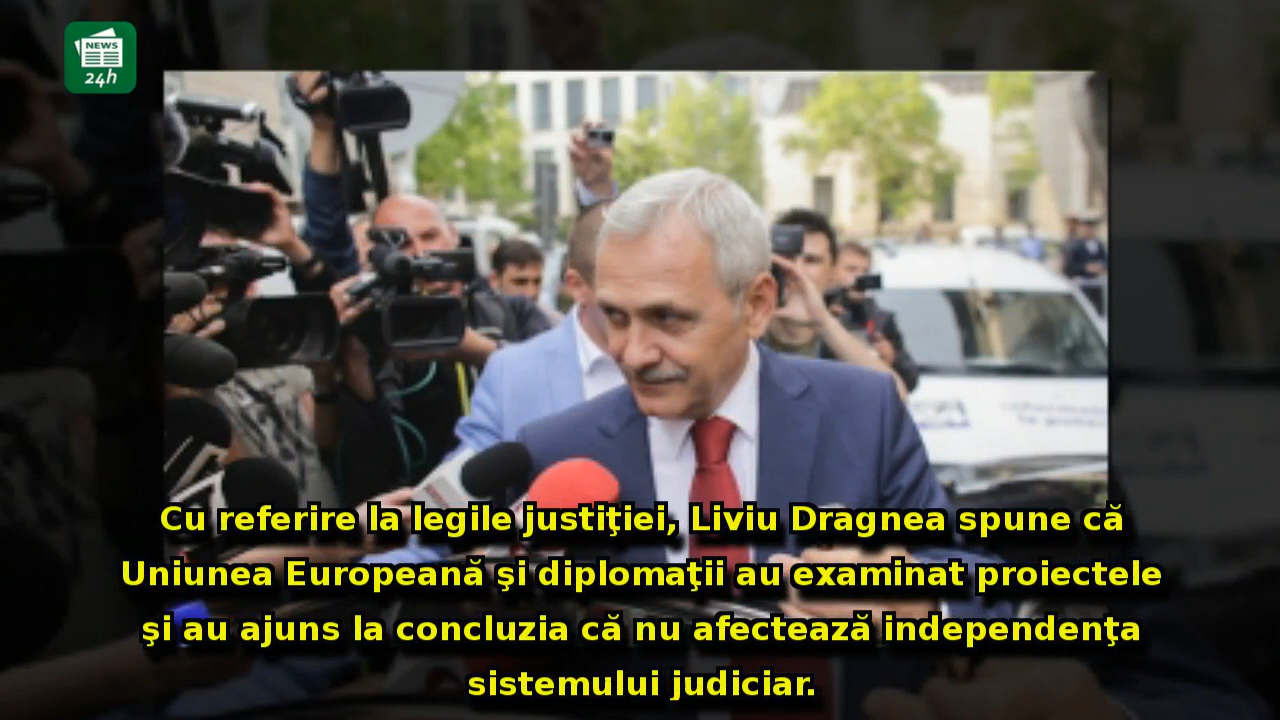 NEWS
24h
Cu referire la legile justiţiei, Liviu Dragnea spune că
Uniunea Europeană şi diplomaţii au examinat proiectele
şi au ajuns la concluzia că nu afectează independenţa
sistemului judiciar.